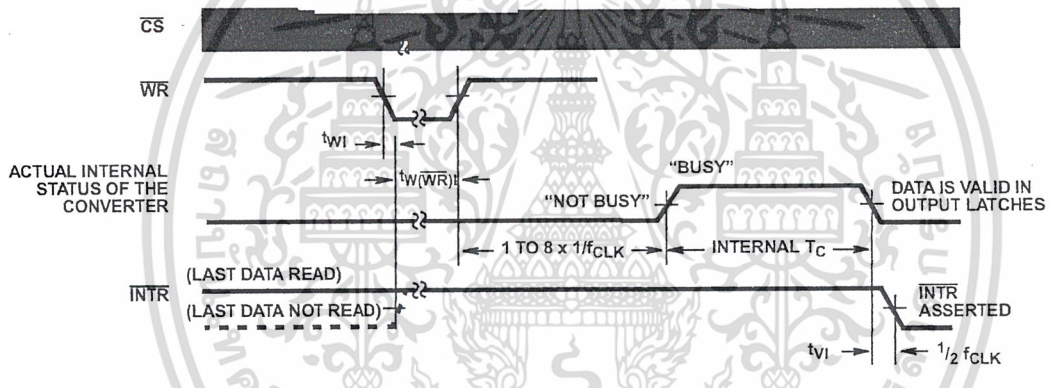 CS
WR
tWI
tW(WR)I
ACTUAL INTERNAL
STATUS OF THE
CONVERTER
"BUSY"
"NOT BUSY"
DATA IS VALID IN
OUTPUT LATCHES
1 TO 8 x 1/fCLK
INTERNAL TC
(LAST DATA READ)
INTR
(LAST DATA NOT READ)
INTR
ASSERTED
tVI
1/2 fCLK